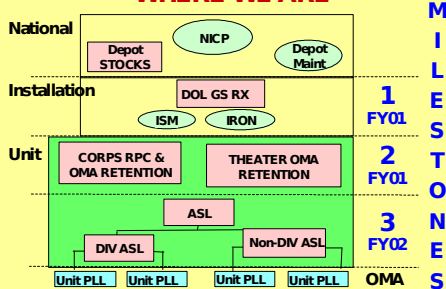 WHERE WE ARE
National
NICP
Depot
STOCKS
Depot
Maint
Installation
DOL GS RX
ISM
IRON
1
FY01
Unit
CORPS RPC &
OMA RETENTION
THEATER OMA
RETENTION
2
FY01
ASL
DIV ASL
Non-DIV ASL
3
FY02
Unit PLL
Unit PLL
Unit PLL
Unit PLL
OMA
M
I
L
E
S
T
O
N
E
S